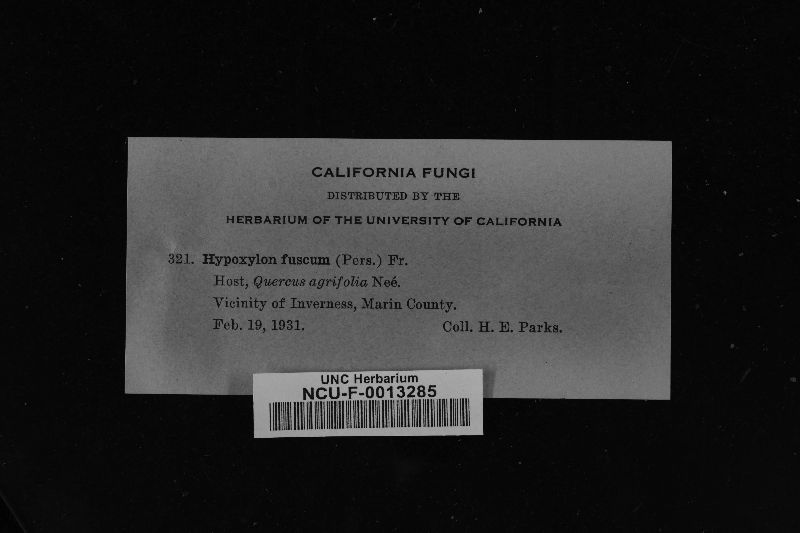 CALIFORNIA FUNGI
DISTRIBUTED BY THE
HERBARIUM OF THE UNIVERSITY OF CALIFORNIA
321. Hypoxylon fuscum (Pers.) Fr.
Host, Quercus agrifolia Neé.
Vicinity of Inverness, Marin County.
Feb. 19, 1931. Coll. H. E. Parks.
UNC Herbarium
NCU-F-0013285